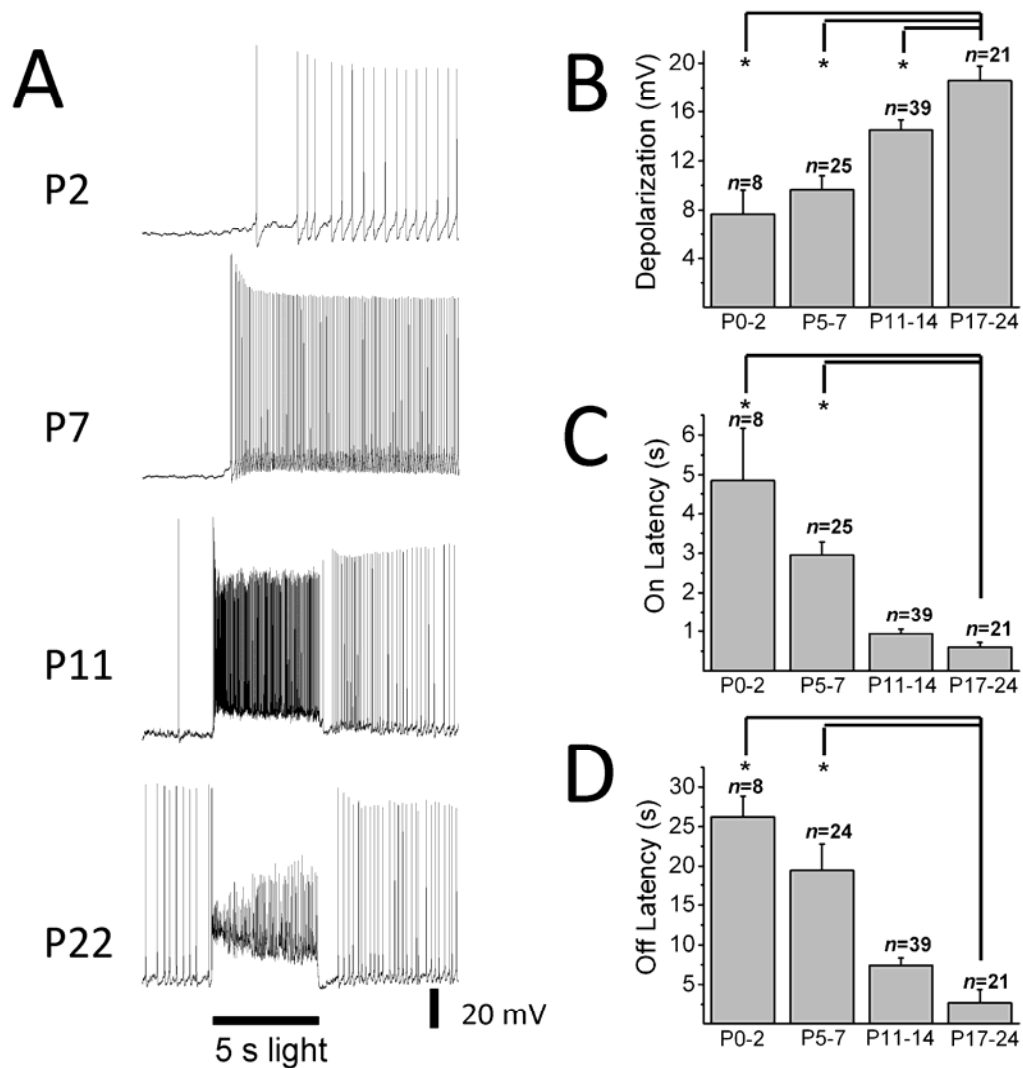 A
P2
P7
P11
P22
5 s light
20 mV
B
Depolarization (mV)
20
16
12
8
4
n=8
n=25
n=39
n=21
* * *
P0-2 P5-7 P11-14 P17-24
C
On Latency (s)
6
5
4
3
2
1
* *
n=8
n=25
n=39
n=21
P0-2 P5-7 P11-14 P17-24
D
Off Latency (s)
30
25
20
15
10
5
* *
n=8
n=24
n=39
n=21
P0-2 P5-7 P11-14 P17-24